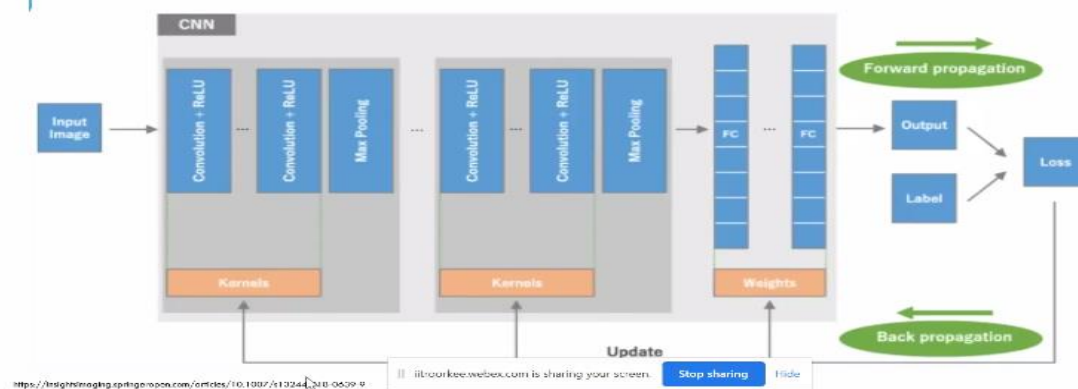 CNN
Forward propagation
Input
Image
Convolution + ReLU
...
Convolution + ReLU
Max Pooling
...
Convolution + ReLU
...
Convolution + ReLU
Max Pooling
FC
...
FC
Output
Label
Loss
Kernels
Kernels
Weights
Back propagation
Update
iitroorkee.webex.com is sharing your screen.
Stop sharing
Hide